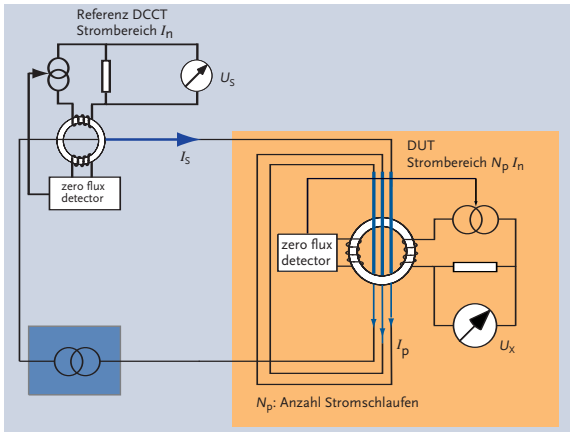 Referenz DCCT
Strombereich In
US
IS
zero flux
detector
DUT
Strombereich Np In
zero flux
detector
Ip
UX
Np: Anzahl Stromschlaufen